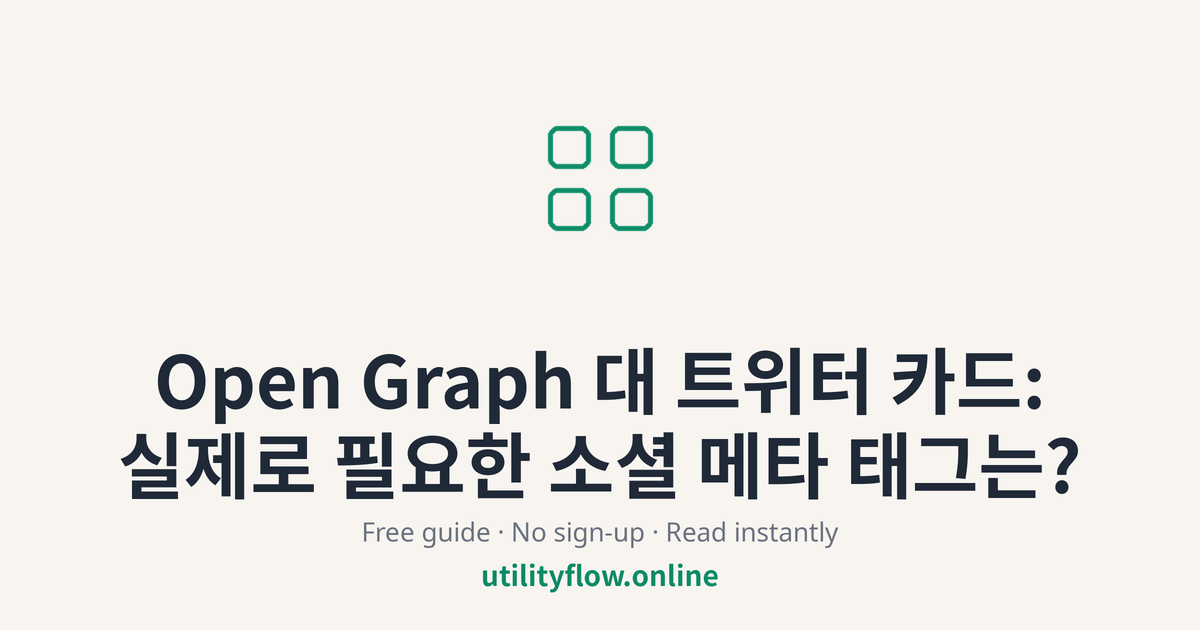 Open Graph 대 트위터 카드:
실제로 필요한 소셜 메타 태그는?
Free guide · No sign-up · Read instantly
utilityflow.online